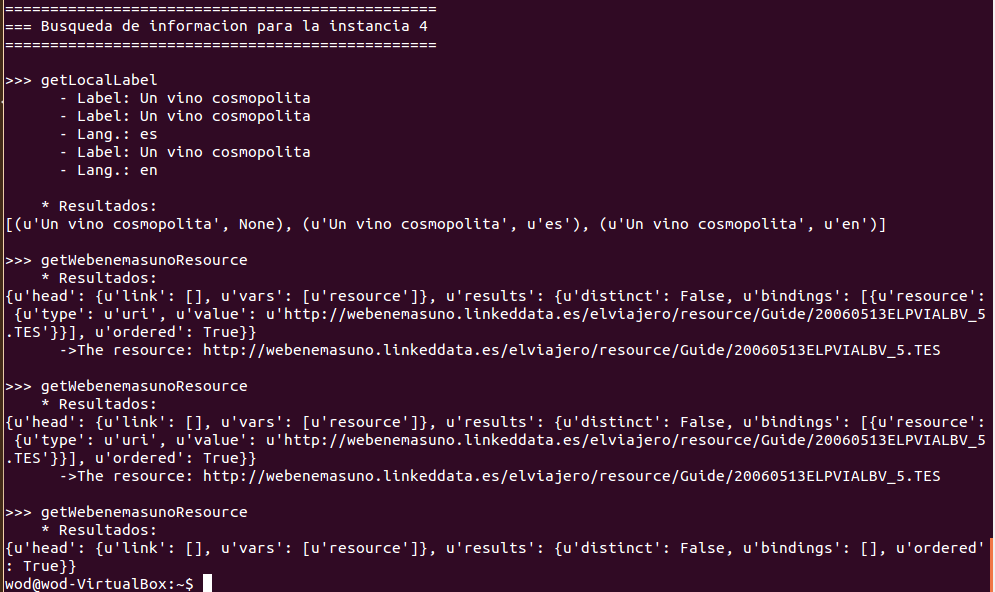 ================================================
=== Busqueda de informacion para la instancia 4
================================================
>>> getLocalLabel
- Label: Un vino cosmopolita
- Label: Un vino cosmopolita
- Lang.: es
- Label: Un vino cosmopolita
- Lang.: en
* Resultados:
[(u'Un vino cosmopolita', None), (u'Un vino cosmopolita', u'es'), (u'Un vino cosmopolita', u'en')]
>>> getWebenemasunoResource
* Resultados:
{u'head': {u'link': [], u'vars': [u'resource']}, u'results': {u'distinct': False, u'bindings': [{u'resource':
{u'type': u'uri', u'value': u'http://webenemasuno.linkeddata.es/elviajero/resource/Guide/20060513ELPVIALBV_5
.TES'}}], u'ordered': True}}
->The resource: http://webenemasuno.linkeddata.es/elviajero/resource/Guide/20060513ELPVIALBV_5.TES
>>> getWebenemasunoResource
* Resultados:
{u'head': {u'link': [], u'vars': [u'resource']}, u'results': {u'distinct': False, u'bindings': [{u'resource':
{u'type': u'uri', u'value': u'http://webenemasuno.linkeddata.es/elviajero/resource/Guide/20060513ELPVIALBV_5
.TES'}}], u'ordered': True}}
->The resource: http://webenemasuno.linkeddata.es/elviajero/resource/Guide/20060513ELPVIALBV_5.TES
>>> getWebenemasunoResource
* Resultados:
{u'head': {u'link': [], u'vars': [u'resource']}, u'results': {u'distinct': False, u'bindings': [], u'ordered'
: True}}
wod@wod-VirtualBox:~$